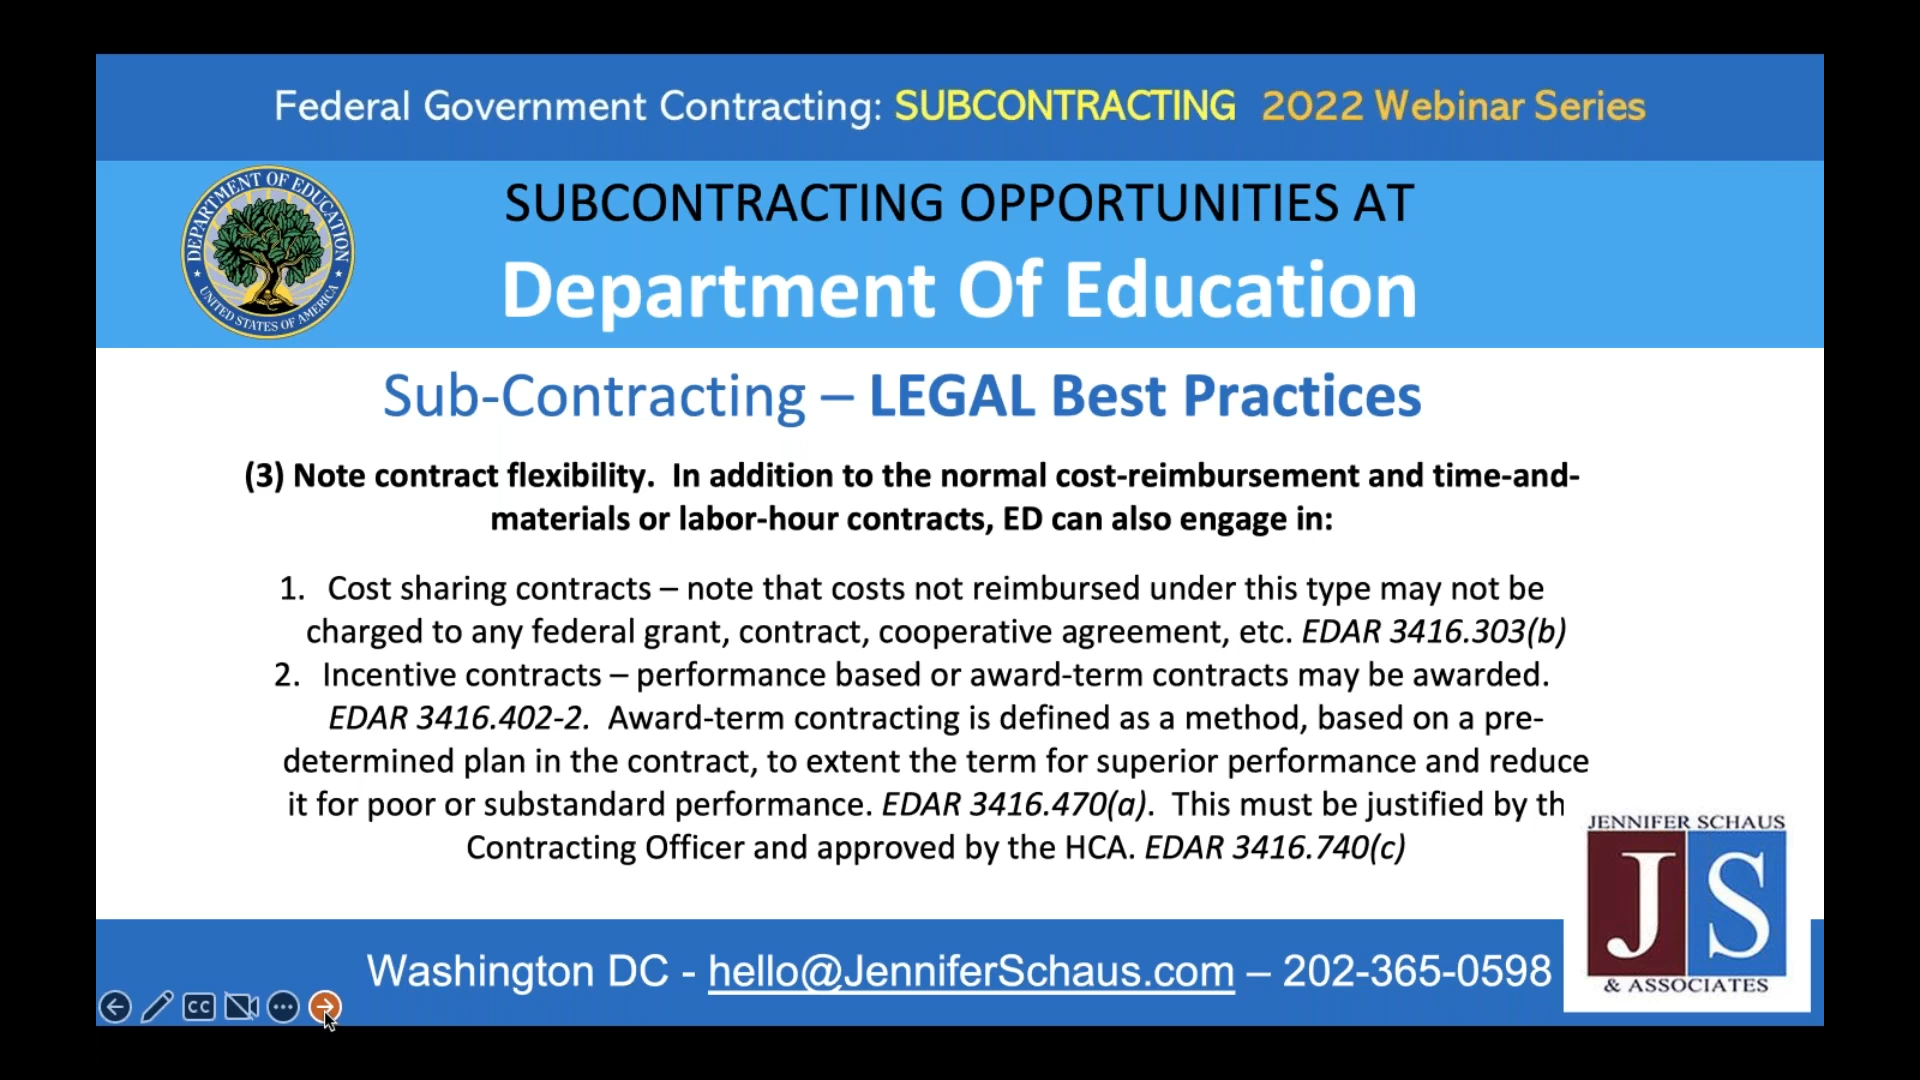 Federal Government Contracting: SUBCONTRACTING 2022 Webinar Series
DEPARTMENT OF EDUCATION
UNITED STATES OF AMERICA
SUBCONTRACTING OPPORTUNITIES AT
Department Of Education
Sub-Contracting – LEGAL Best Practices
(3) Note contract flexibility. In addition to the normal cost-reimbursement and time-and-
materials or labor-hour contracts, ED can also engage in:
1. Cost sharing contracts – note that costs not reimbursed under this type may not be
charged to any federal grant, contract, cooperative agreement, etc. EDAR 3416.303(b)
2. Incentive contracts – performance based or award-term contracts may be awarded.
EDAR 3416.402-2. Award-term contracting is defined as a method, based on a pre-
determined plan in the contract, to extent the term for superior performance and reduce
it for poor or substandard performance. EDAR 3416.470(a). This must be justified by th
Contracting Officer and approved by the HCA. EDAR 3416.740(c)
JENNIFER SCHAUS
JS
& ASSOCIATES
Washington DC - hello@JenniferSchaus.com – 202-365-0598
CC